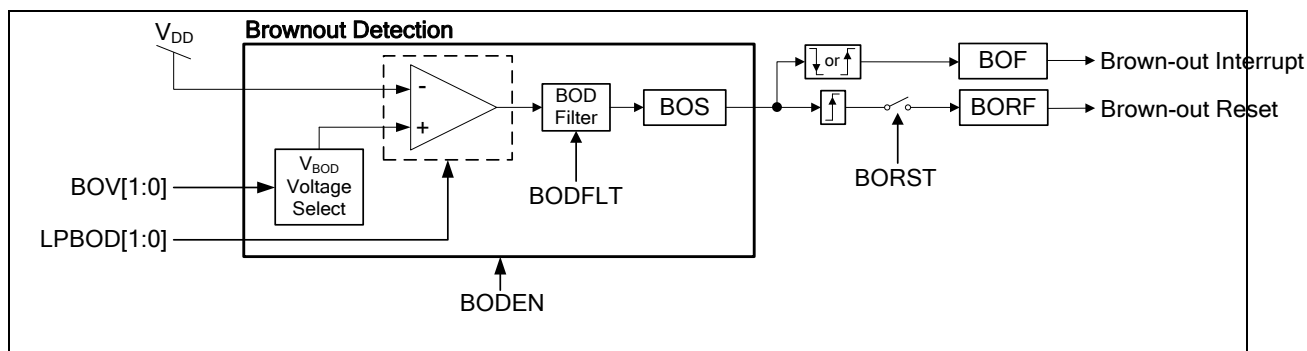 Brownout Detection
VDD
BOV[1:0]
LPBOD[1:0]
VBOD
Voltage
Select
-
+
BOD
Filter
BODFLT
BOS
BODEN
or
BOF
Brown-out Interrupt
BORST
BORF
Brown-out Reset